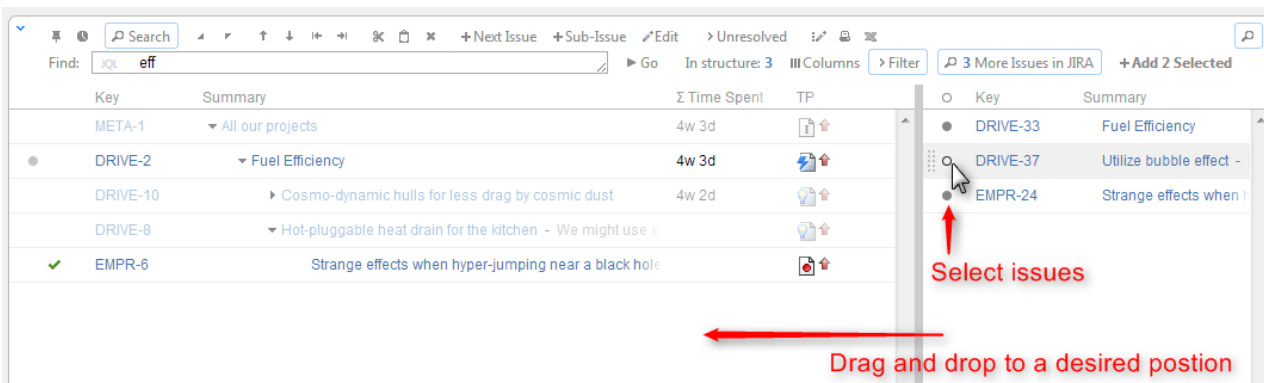 Search +Next Issue +Sub-Issue Edit >Unresolved
Find: JQL eff Go In structure: 3 Columns >Filter 3 More Issues in JIRA +Add 2 Selected
Key Summary Σ Time Spent TP Key Summary
META-1 All our projects 4w 3d DRIVE-33 Fuel Efficiency
DRIVE-2 Fuel Efficiency 4w 3d DRIVE-37 Utilize bubble effect -
DRIVE-10 Cosmo-dynamic hulls for less drag by cosmic dust 4w 2d EMPR-24 Strange effects when
DRIVE-8 Hot-pluggable heat drain for the kitchen - We might use
EMPR-6 Strange effects when hyper-jumping near a black hole
Select issues
Drag and drop to a desired postion